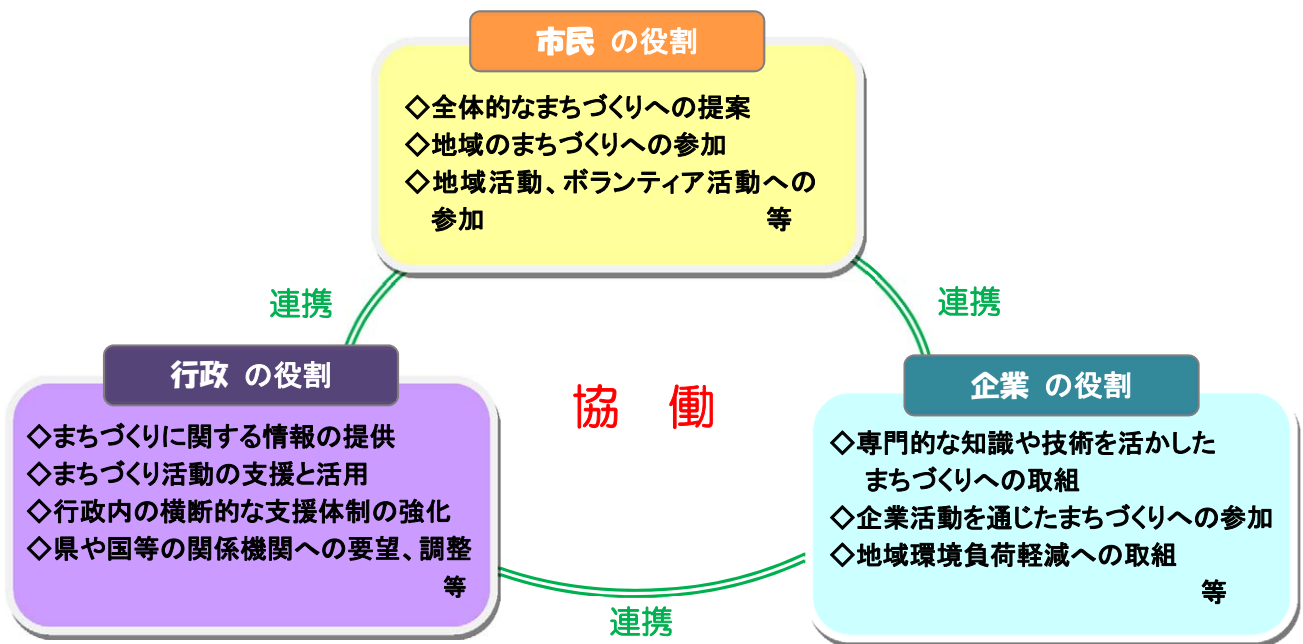 市民 の役割
◇全体的なまちづくりへの提案
◇地域のまちづくりへの参加
◇地域活動、ボランティア活動への
参加 等
連携
連携
行政 の役割
◇まちづくりに関する情報の提供
◇まちづくり活動の支援と活用
◇行政内の横断的な支援体制の強化
◇県や国等の関係機関への要望、調整
等
協 働
企業 の役割
◇専門的な知識や技術を活かした
まちづくりへの取組
◇企業活動を通じたまちづくりへの参加
◇地域環境負荷軽減への取組
等
連携